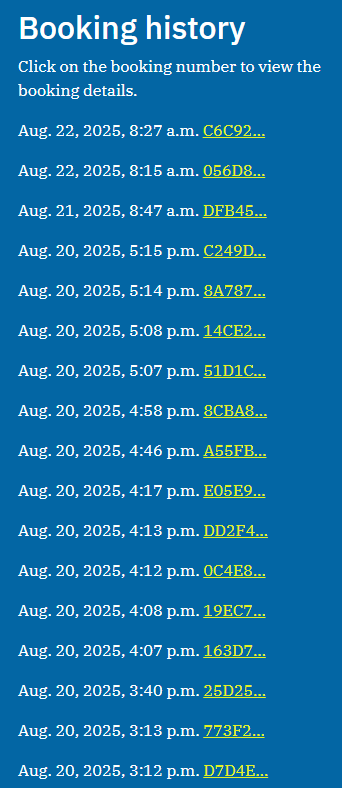 Booking history
Click on the booking number to view the
booking details.
Aug. 22, 2025, 8:27 a.m. C6C92...
Aug. 22, 2025, 8:15 a.m. 056D8...
Aug. 21, 2025, 8:47 a.m. DFB45...
Aug. 20, 2025, 5:15 p.m. C249D...
Aug. 20, 2025, 5:14 p.m. 8A787...
Aug. 20, 2025, 5:08 p.m. 14CE2...
Aug. 20, 2025, 5:07 p.m. 51D1C...
Aug. 20, 2025, 4:58 p.m. 8CBA8...
Aug. 20, 2025, 4:46 p.m. A55FB...
Aug. 20, 2025, 4:17 p.m. E05E9...
Aug. 20, 2025, 4:13 p.m. DD2F4...
Aug. 20, 2025, 4:12 p.m. 0C4E8...
Aug. 20, 2025, 4:08 p.m. 19EC7...
Aug. 20, 2025, 4:07 p.m. 163D7...
Aug. 20, 2025, 3:40 p.m. 25D25...
Aug. 20, 2025, 3:13 p.m. 773F2...
Aug. 20, 2025, 3:12 p.m. D7D4E...